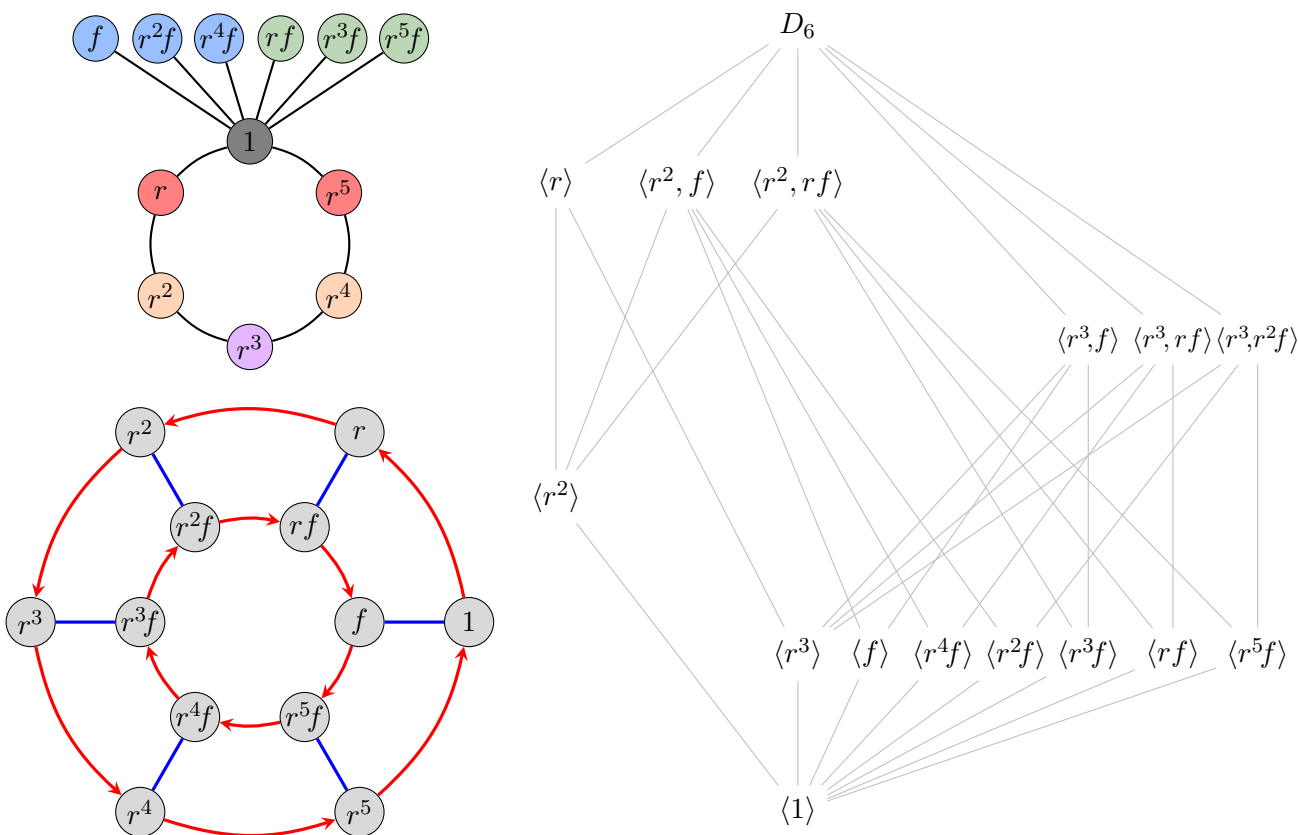 f r²f r⁴f rf r³f r⁵f
1
r r⁵
r² r⁴
r³
r² r
r²f rf
r³ r³f f 1
r⁴f r⁵f
r⁴ r⁵
D₆
⟨r⟩ ⟨r², f⟩ ⟨r², rf⟩
⟨r³,f⟩ ⟨r³, rf⟩ ⟨r³,r²f⟩
⟨r²⟩
⟨r³⟩ ⟨f⟩ ⟨r⁴f⟩ ⟨r²f⟩ ⟨r³f⟩ ⟨rf⟩ ⟨r⁵f⟩
⟨1⟩